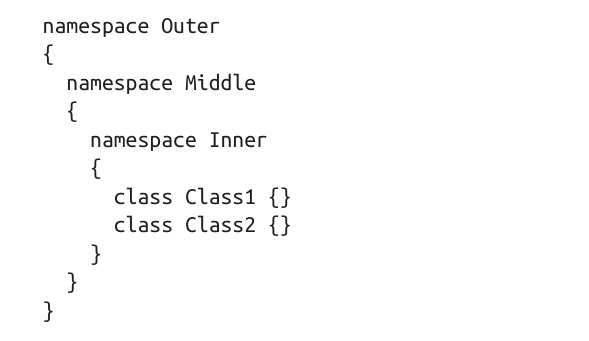 namespace Outer
{
  namespace Middle
  {
    namespace Inner
    {
      class Class1 {}
      class Class2 {}
    }
  }
}